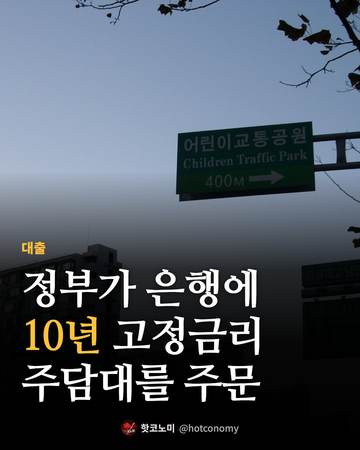 어린이교통공원
Children Traffic Park
400M
대출
정부가 은행에
10년 고정금리
주담대를 주문
핫코노미 @hotconomy